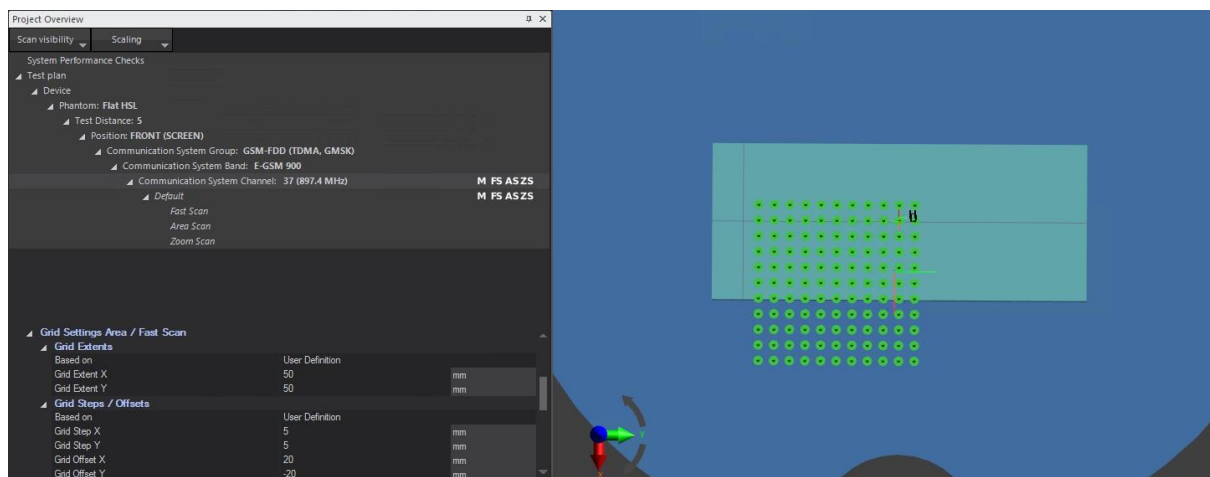 Project Overview
Scan visibility Scaling
System Performance Checks
Test plan
Device
Phantom: Flat HSL
Test Distance: 5
Position: FRONT (SCREEN)
Communication System Group: GSM-FDD (TDMA, GMSK)
Communication System Band: E-GSM 900
Communication System Channel: 37 (897.4 MHz) M FS AS ZS
Default M FS AS ZS
Fast Scan
Area Scan
Zoom Scan
Grid Settings Area / Fast Scan
Grid Extents
Based on User Definition
Grid Extent X 50 mm
Grid Extent Y 50 mm
Grid Steps / Offsets
Based on User Definition
Grid Step X 5 mm
Grid Step Y 5 mm
Grid Offset X 20 mm
Grid Offset Y -20 mm
Y
X